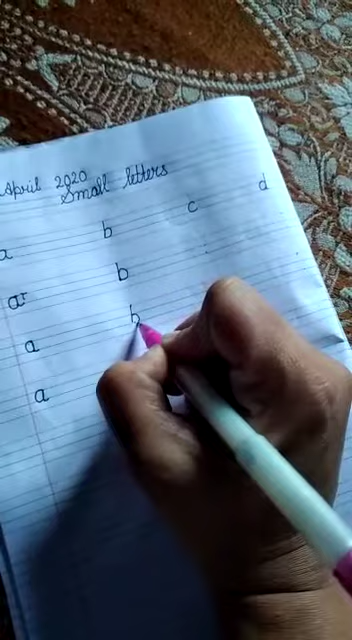 April 2020
Small letters
a b c d
a b
a b
a